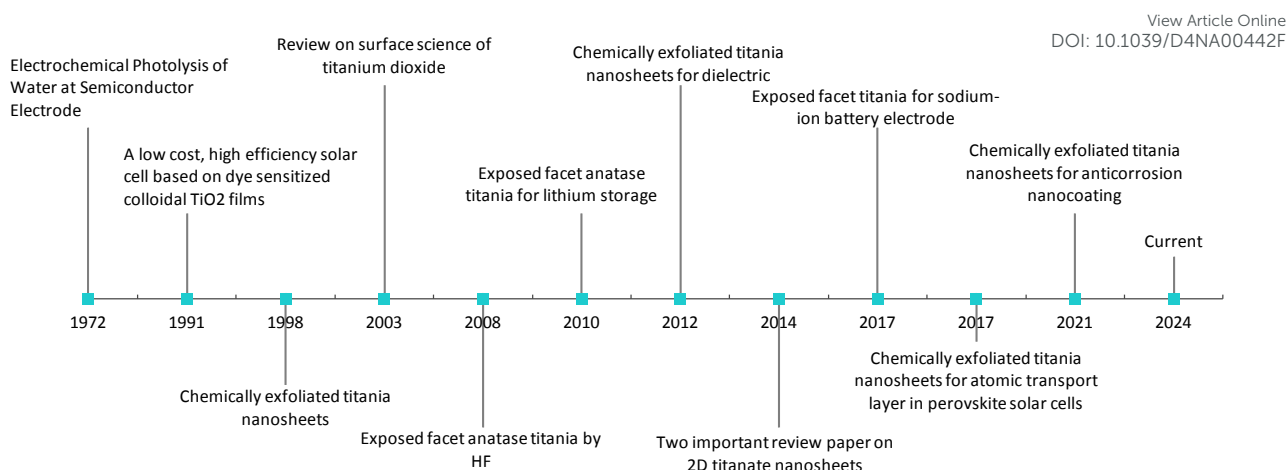 View Article Online
DOI: 10.1039/D4NA00442F
Electrochemical Photolysis of
Water at Semiconductor
Electrode
A low cost, high efficiency solar
cell based on dye sensitized
colloidal TiO2 films
Review on surface science of
titanium dioxide
Exposed facet anatase
titania for lithium storage
Chemically exfoliated titania
nanosheets for dielectric
Exposed facet titania for sodium-
ion battery electrode
Chemically exfoliated titania
nanosheets for anticorrosion
nanocoating
Current
1972 1991 1998 2003 2008 2010 2012 2014 2017 2017 2021 2024
Chemically exfoliated titania
nanosheets
Exposed facet anatase titania by
HF
Two important review paper on
2D titanate nanosheets
Chemically exfoliated titania
nanosheets for atomic transport
layer in perovskite solar cells